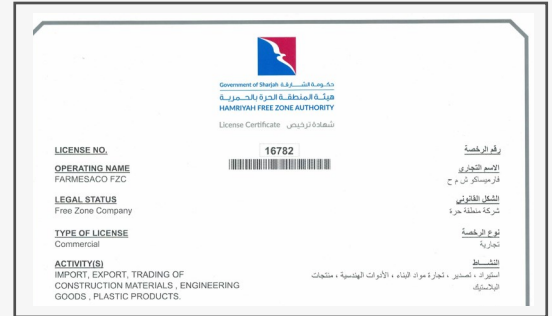 Government of Sharjah حكومة الشارقة
هيئة المنطقة الحرة بالحمرية
HAMRIYAH FREE ZONE AUTHORITY
License Certificate شهادة ترخيص
LICENSE NO. 16782 رقم الرخصة
OPERATING NAME الاسم التجاري
FARMESACO FZC فارميساكو ش م ح
LEGAL STATUS الشكل القانوني
Free Zone Company شركة منطقة حرة
TYPE OF LICENSE نوع الرخصة
Commercial تجارية
ACTIVITY(S) النشاط
IMPORT, EXPORT, TRADING OF استيراد ، تصدير ، تجارة مواد البناء ، الأدوات الهندسية ، منتجات
CONSTRUCTION MATERIALS , ENGINEERING البلاستيك
GOODS , PLASTIC PRODUCTS.